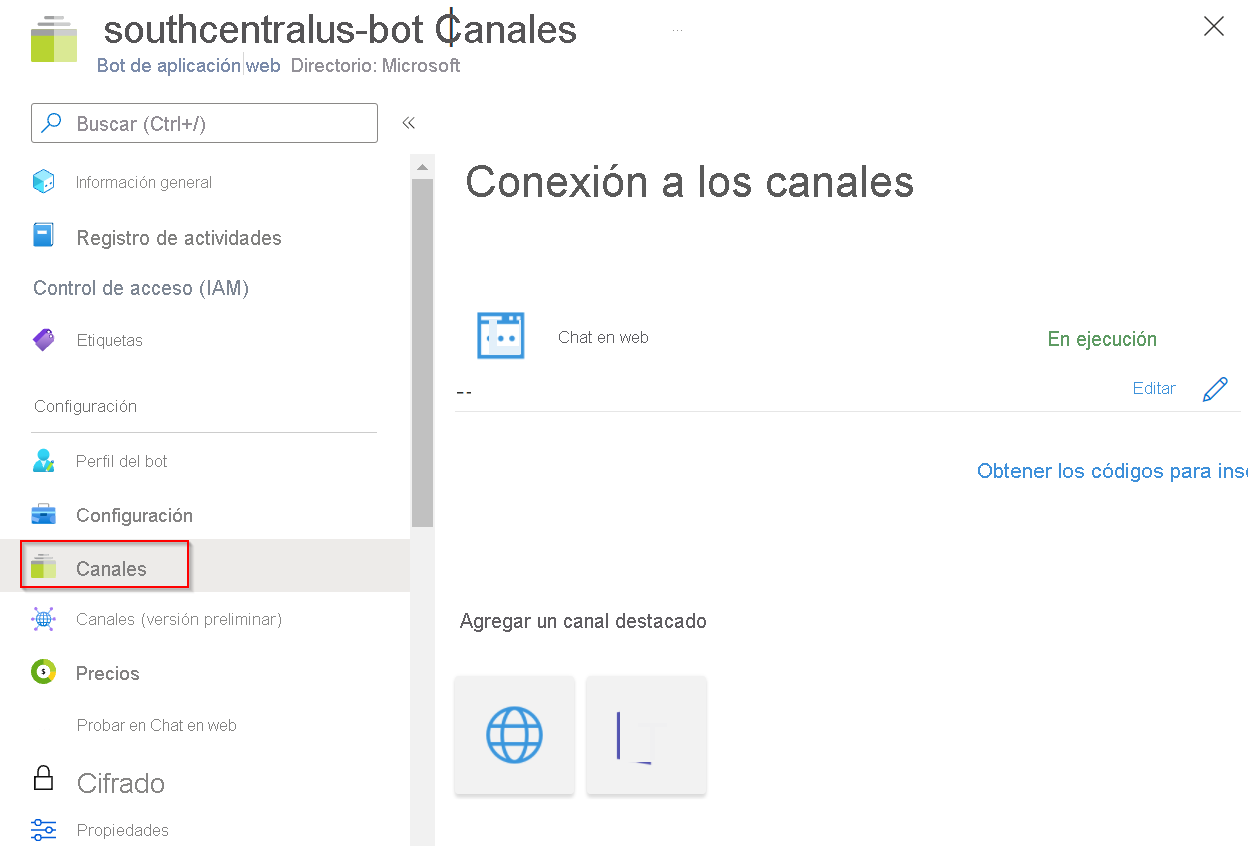 southcentralus-bot Canales
...
Bot de aplicación web Directorio: Microsoft
Buscar (Ctrl+/)
«
Información general
Registro de actividades
Control de acceso (IAM)
Etiquetas
Configuración
Perfil del bot
Configuración
Canales
Canales (versión preliminar)
Precios
Probar en Chat en web
Cifrado
Propiedades
Conexión a los canales
Chat en web
En ejecución
--
Editar
Obtener los códigos para inse
Agregar un canal destacado